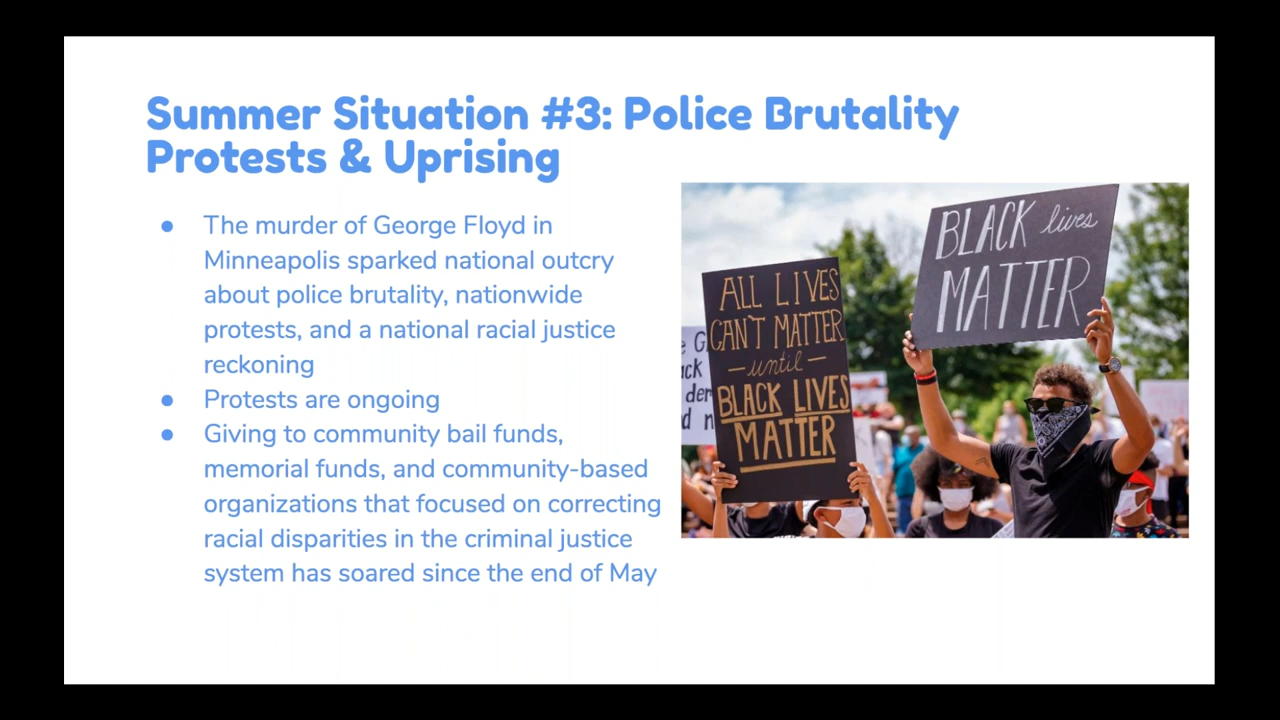 Summer Situation #3: Police Brutality
Protests & Uprising
● The murder of George Floyd in
Minneapolis sparked national outcry
about police brutality, nationwide
protests, and a national racial justice
reckoning
● Protests are ongoing
● Giving to community bail funds,
memorial funds, and community-based
organizations that focused on correcting
racial disparities in the criminal justice
system has soared since the end of May
ALL LIVES
CAN'T MATTER
— until —
BLACK LIVES
MATTER
BLACK lives
MATTER